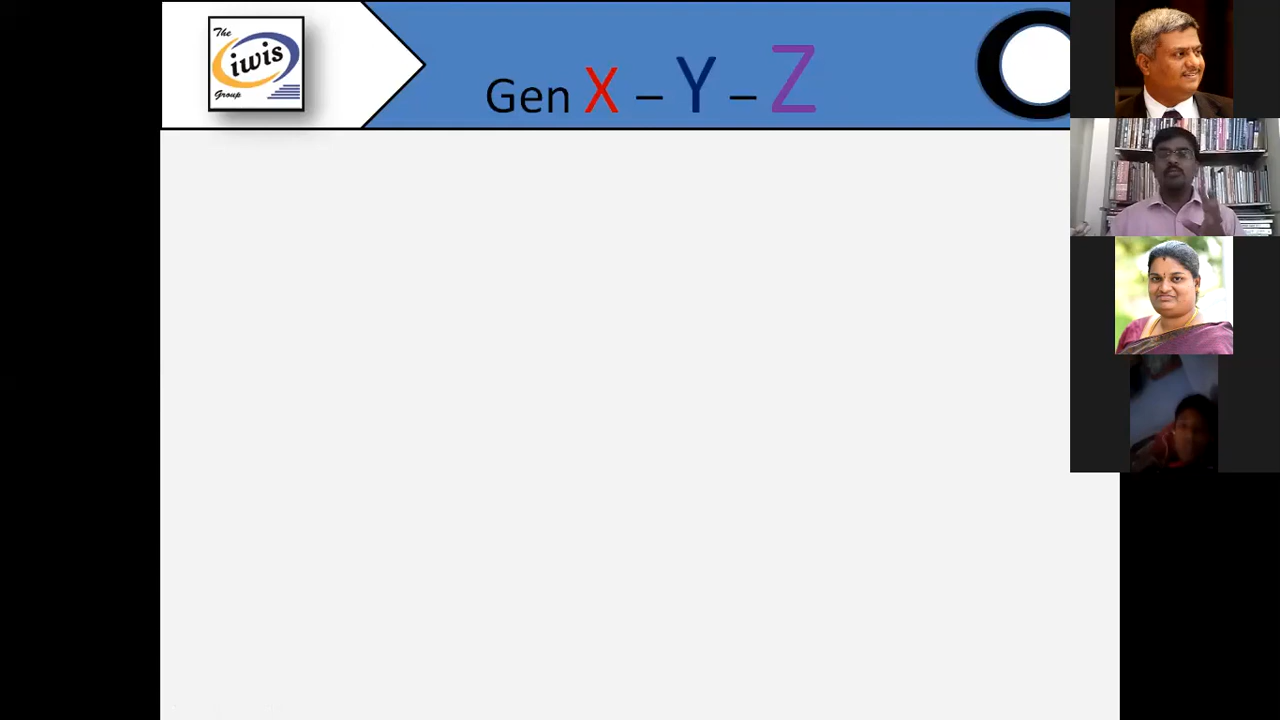 The
iwis
Group
Gen X – Y – Z